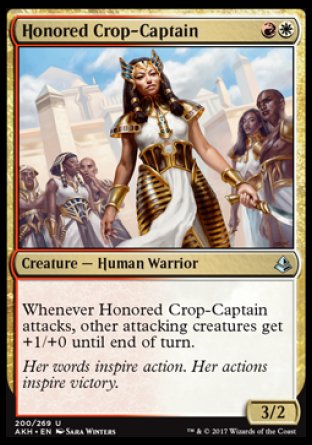 Honored Crop-Captain
Creature — Human Warrior
Whenever Honored Crop-Captain
attacks, other attacking creatures get
+1/+0 until end of turn.
Her words inspire action. Her actions
inspire victory.
3/2
200/269 U
AKH • EN Sara Winters
™ & © 2017 Wizards of the Coast